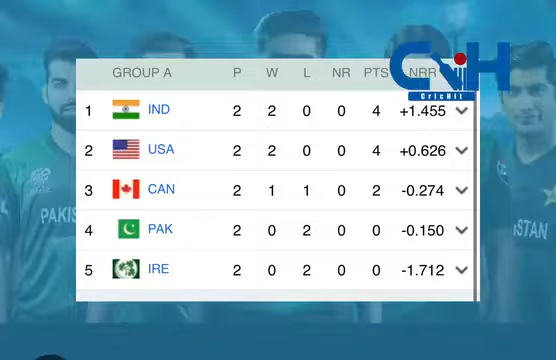 CRicHit
GROUP A P W L NR PTS NRR
1 IND 2 2 0 0 4 +1.455
2 USA 2 2 0 0 4 +0.626
3 CAN 2 1 1 0 2 -0.274
4 PAK 2 0 2 0 0 -0.150
5 IRE 2 0 2 0 0 -1.712
PAKIS
STAN